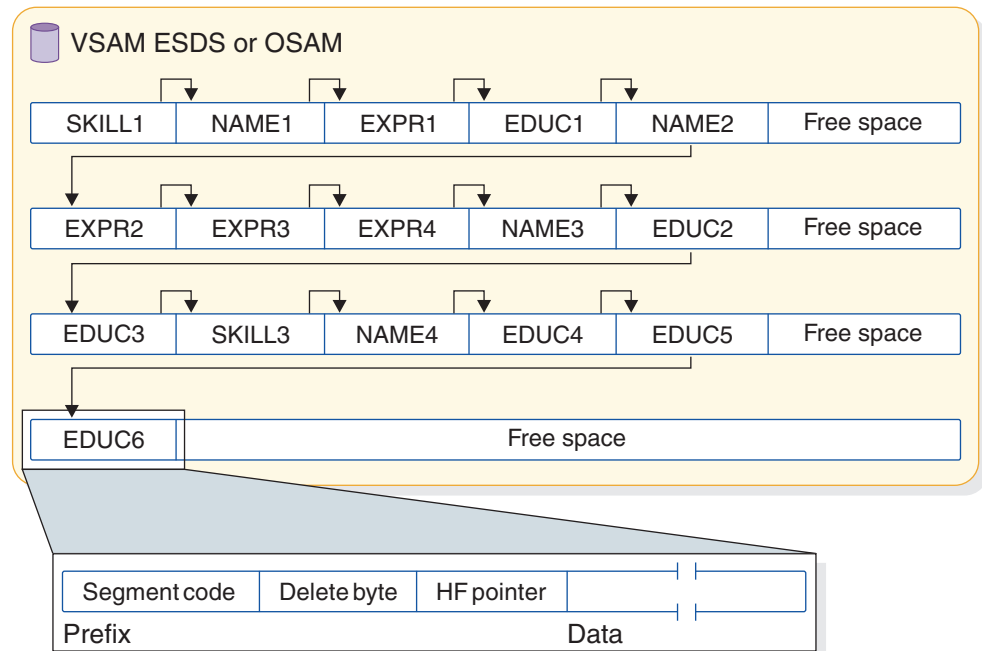 VSAM ESDS or OSAM
SKILL1 NAME1 EXPR1 EDUC1 NAME2 Free space
EXPR2 EXPR3 EXPR4 NAME3 EDUC2 Free space
EDUC3 SKILL3 NAME4 EDUC4 EDUC5 Free space
EDUC6 Free space
Segment code Delete byte HF pointer
Prefix Data